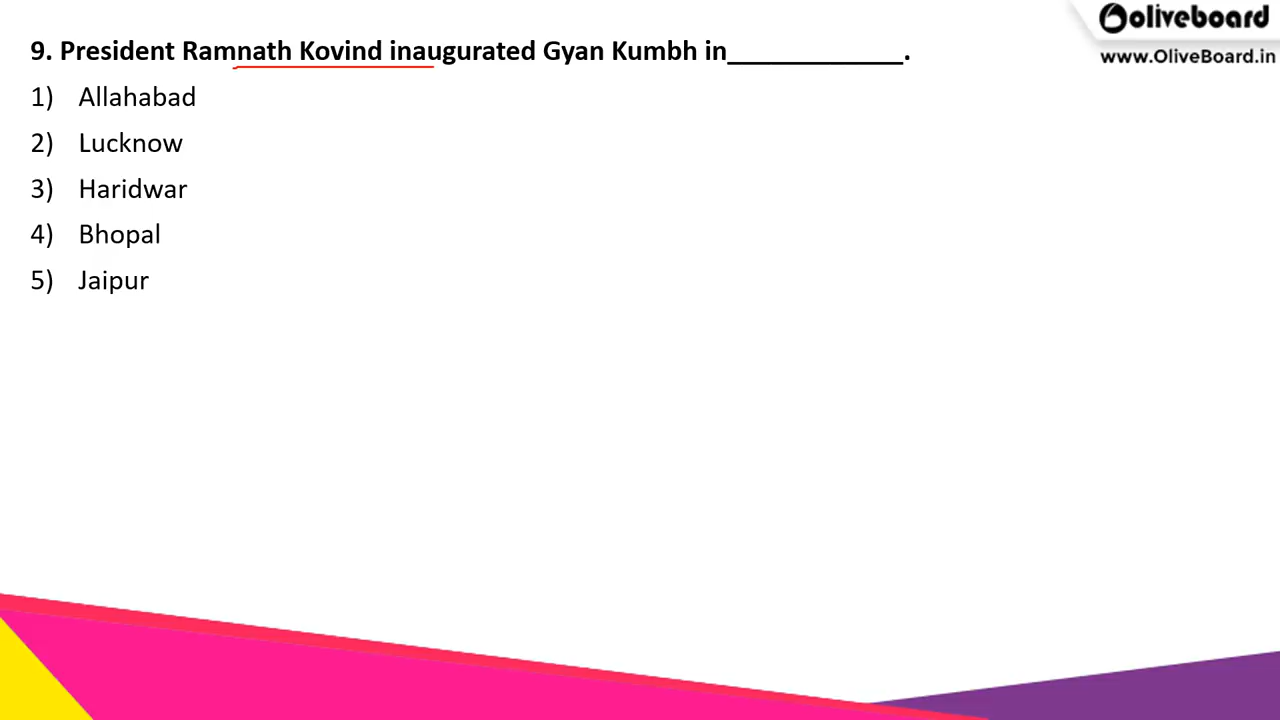 oliveboard
www.OliveBoard.in
9. President Ramnath Kovind inaugurated Gyan Kumbh in____________.
1) Allahabad
2) Lucknow
3) Haridwar
4) Bhopal
5) Jaipur